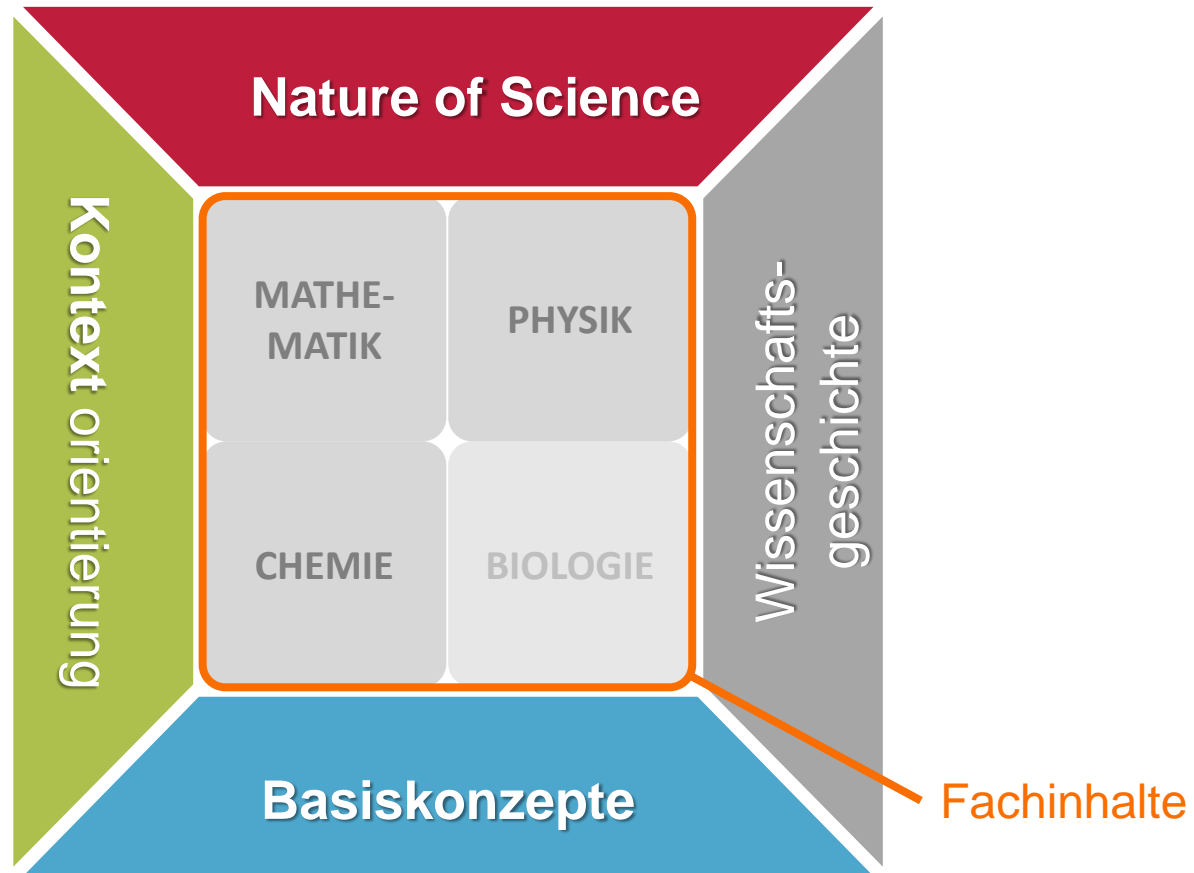 Nature of Science
Kontext orientierung
MATHE-
MATIK
PHYSIK
CHEMIE
BIOLOGIE
Wissenschafts-
geschichte
Basiskonzepte
Fachinhalte